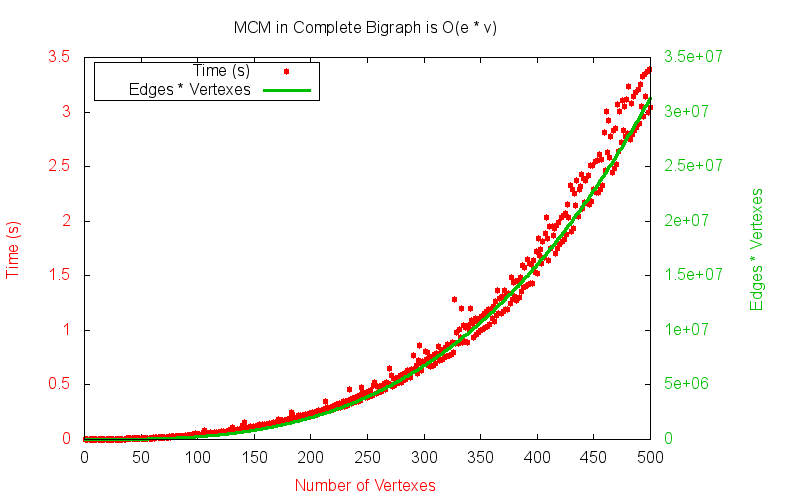 MCM in Complete Bigraph is O(e * v)
3.5
3
2.5
2
1.5
1
0.5
0
Time (s)
Time (s)
Edges * Vertexes
3.5e+07
3e+07
2.5e+07
2e+07
1.5e+07
1e+07
5e+06
0
Edges * Vertexes
0 50 100 150 200 250 300 350 400 450 500
Number of Vertexes